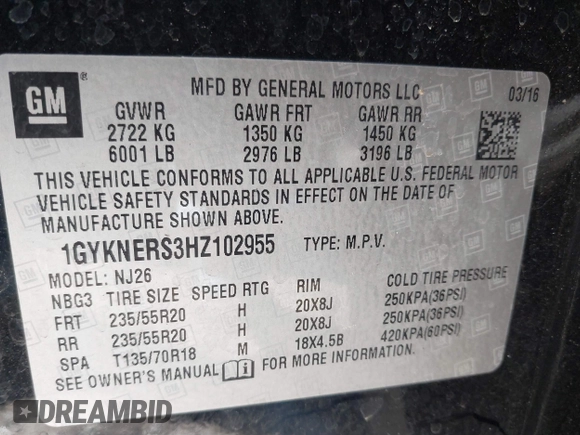 GM ®
MFD BY GENERAL MOTORS LLC
03/16
GVWR GAWR FRT GAWR RR
2722 KG 1350 KG 1450 KG
6001 LB 2976 LB 3196 LB
THIS VEHICLE CONFORMS TO ALL APPLICABLE U.S. FEDERAL MOTOR
VEHICLE SAFETY STANDARDS IN EFFECT ON THE DATE OF
MANUFACTURE SHOWN ABOVE.
1GYKNERS3HZ102955 TYPE: M.P.V.
MODEL: NJ26
NBG3 TIRE SIZE SPEED RTG RIM COLD TIRE PRESSURE
FRT 235/55R20 H 20X8J 250KPA(36PSI)
RR 235/55R20 H 20X8J 250KPA(36PSI)
SPA T135/70R18 M 18X4.5B 420KPA(60PSI)
SEE OWNER'S MANUAL FOR MORE INFORMATION
DREAMBID